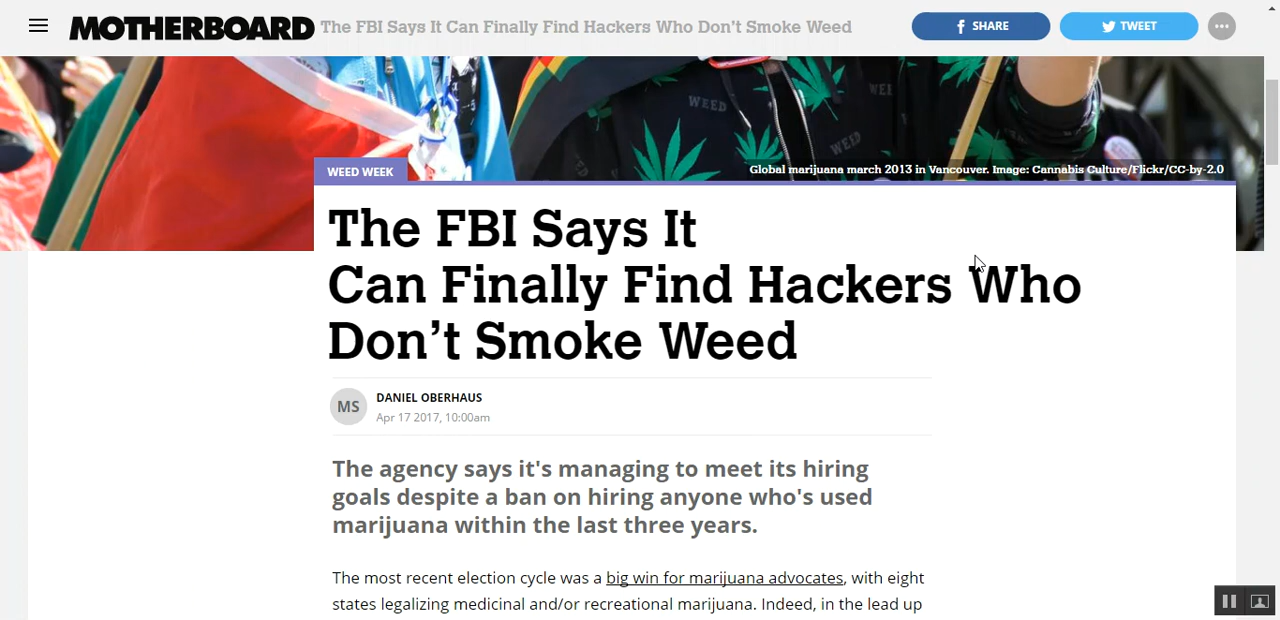 MOTHERBOARD The FBI Says It Can Finally Find Hackers Who Don't Smoke Weed SHARE TWEET
WEED
WEED
WEED WEEK
Global marijuana march 2013 in Vancouver. Image: Cannabis Culture/Flickr/CC-by-2.0
The FBI Says It
Can Finally Find Hackers Who
Don't Smoke Weed
MS DANIEL OBERHAUS
Apr 17 2017, 10:00am
The agency says it's managing to meet its hiring
goals despite a ban on hiring anyone who's used
marijuana within the last three years.
The most recent election cycle was a big win for marijuana advocates, with eight
states legalizing medicinal and/or recreational marijuana. Indeed, in the lead up